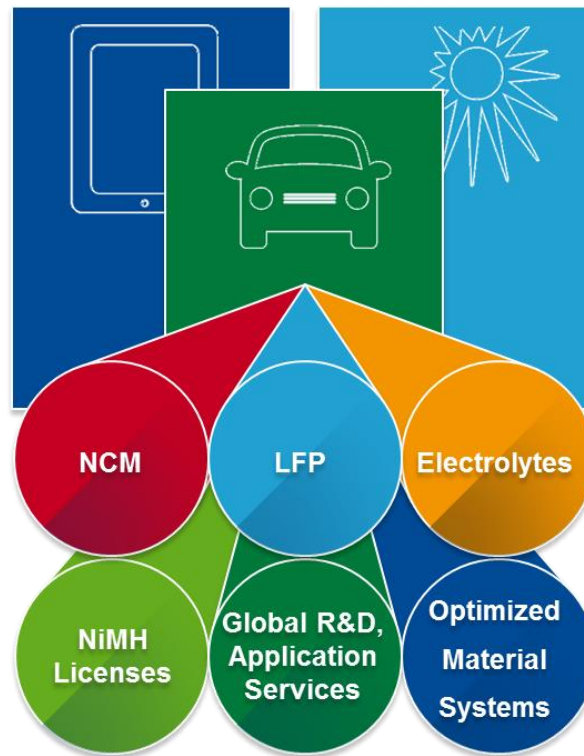 NCM
LFP
Electrolytes
NiMH
Licenses
Global R&D,
Application
Services
Optimized
Material
Systems